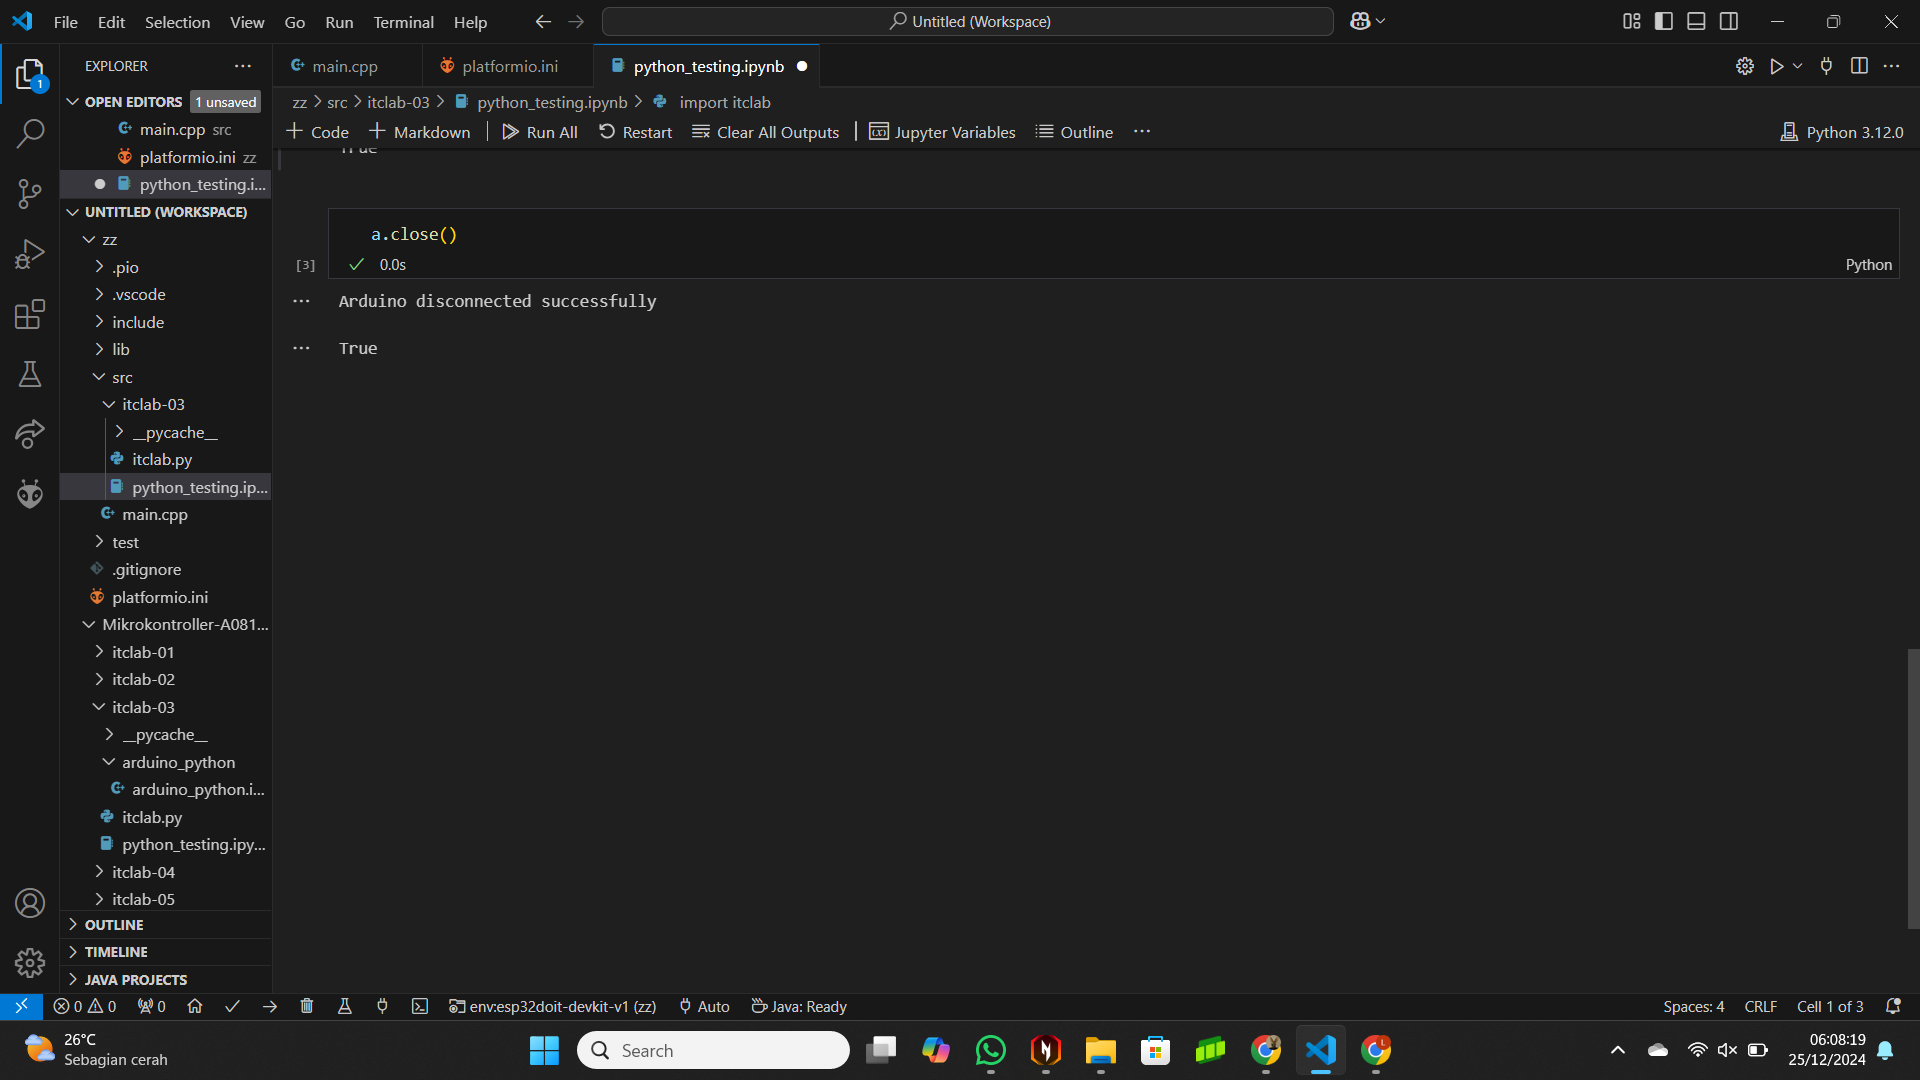 File Edit Selection View Go Run Terminal Help
Untitled (Workspace)
EXPLORER
main.cpp
platformio.ini
python_testing.ipynb
OPEN EDITORS 1 unsaved
main.cpp src
platformio.ini zz
python_testing.i...
UNTITLED (WORKSPACE)
zz
.pio
.vscode
include
lib
src
itclab-03
__pycache__
itclab.py
python_testing.ip...
main.cpp
test
.gitignore
platformio.ini
Mikrokontroller-A081...
itclab-01
itclab-02
itclab-03
__pycache__
arduino_python
arduino_python.i...
itclab.py
python_testing.ipy...
itclab-04
itclab-05
OUTLINE
TIMELINE
JAVA PROJECTS
zz > src > itclab-03 > python_testing.ipynb > import itclab
+ Code + Markdown | Run All Restart Clear All Outputs | Jupyter Variables Outline ...
Python 3.12.0
True
a.close()
[3] 0.0s
Python
Arduino disconnected successfully
True
1
0 0 0
env:esp32doit-devkit-v1 (zz) Auto Java: Ready
Spaces: 4 CRLF Cell 1 of 3
26°C
Sebagian cerah
Search
06:08:19
25/12/2024